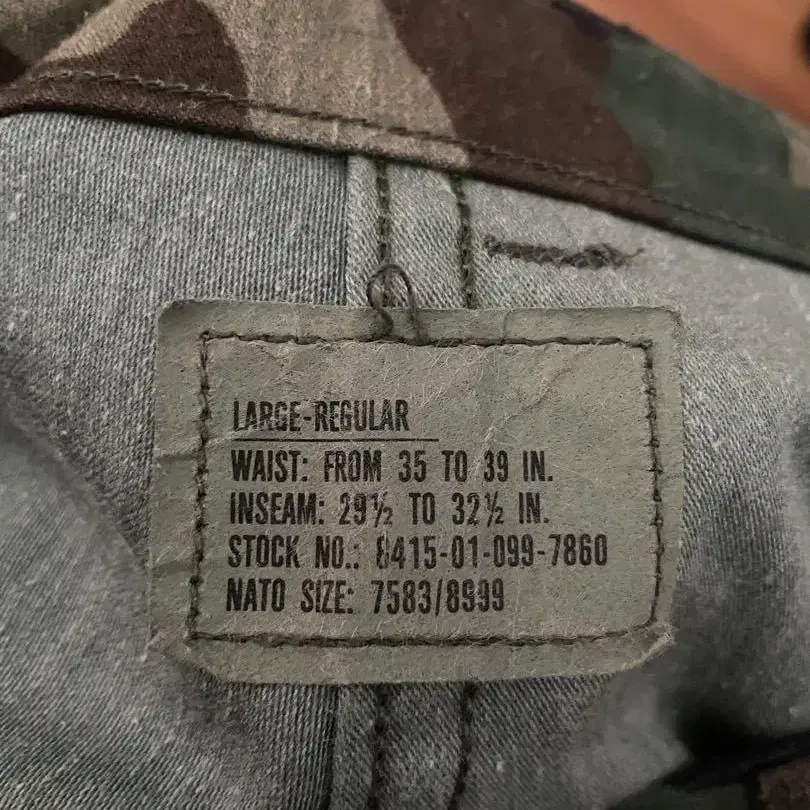 LARGE-REGULAR
WAIST: FROM 35 TO 39 IN.
INSEAM: 29½ TO 32½ IN.
STOCK NO.: 8415-01-099-7860
NATO SIZE: 7583/8999